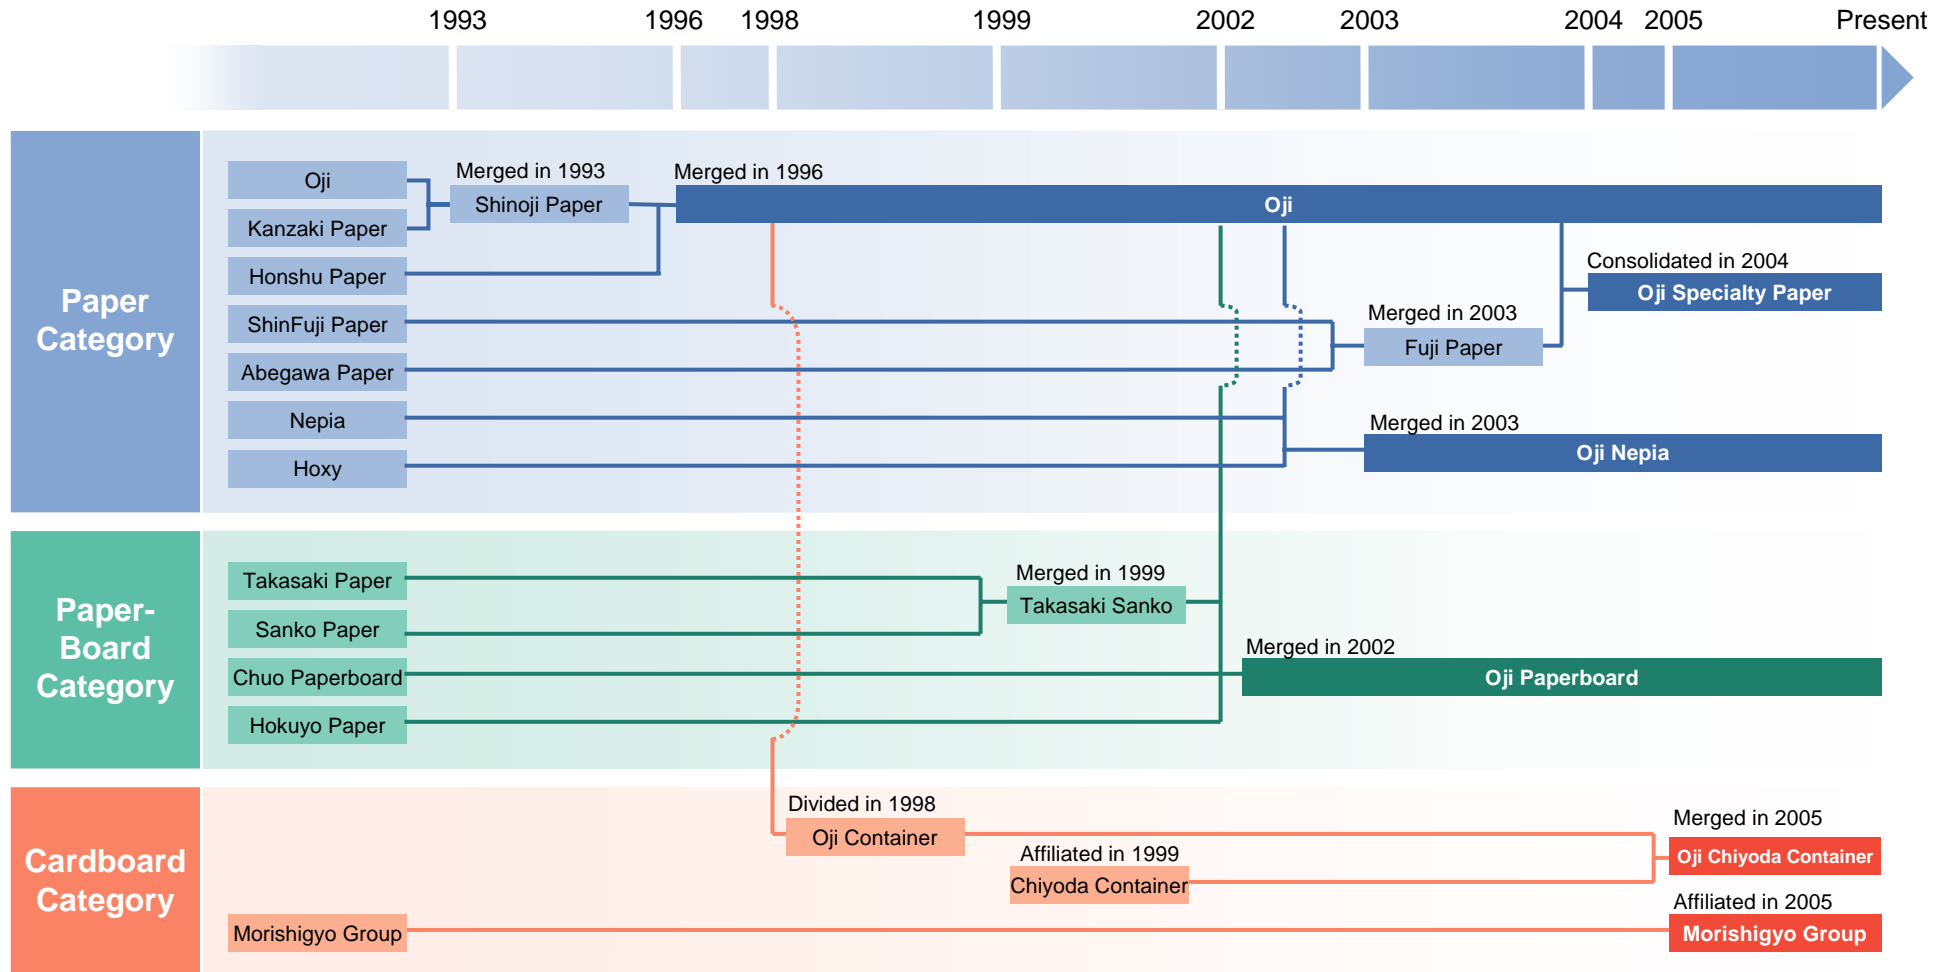 1993 1996 1998 1999 2002 2003 2004 2005 Present
Paper
Category
Oji
Kanzaki Paper
Honshu Paper
ShinFuji Paper
Abegawa Paper
Nepia
Hoxy
Merged in 1993
Shinoji Paper
Merged in 1996
Oji
Consolidated in 2004
Oji Specialty Paper
Merged in 2003
Fuji Paper
Merged in 2003
Oji Nepia
Paper-
Board
Category
Takasaki Paper
Sanko Paper
Chuo Paperboard
Hokuyo Paper
Merged in 1999
Takasaki Sanko
Merged in 2002
Oji Paperboard
Cardboard
Category
Divided in 1998
Oji Container
Affiliated in 1999
Chiyoda Container
Merged in 2005
Oji Chiyoda Container
Morishigyo Group
Affiliated in 2005
Morishigyo Group